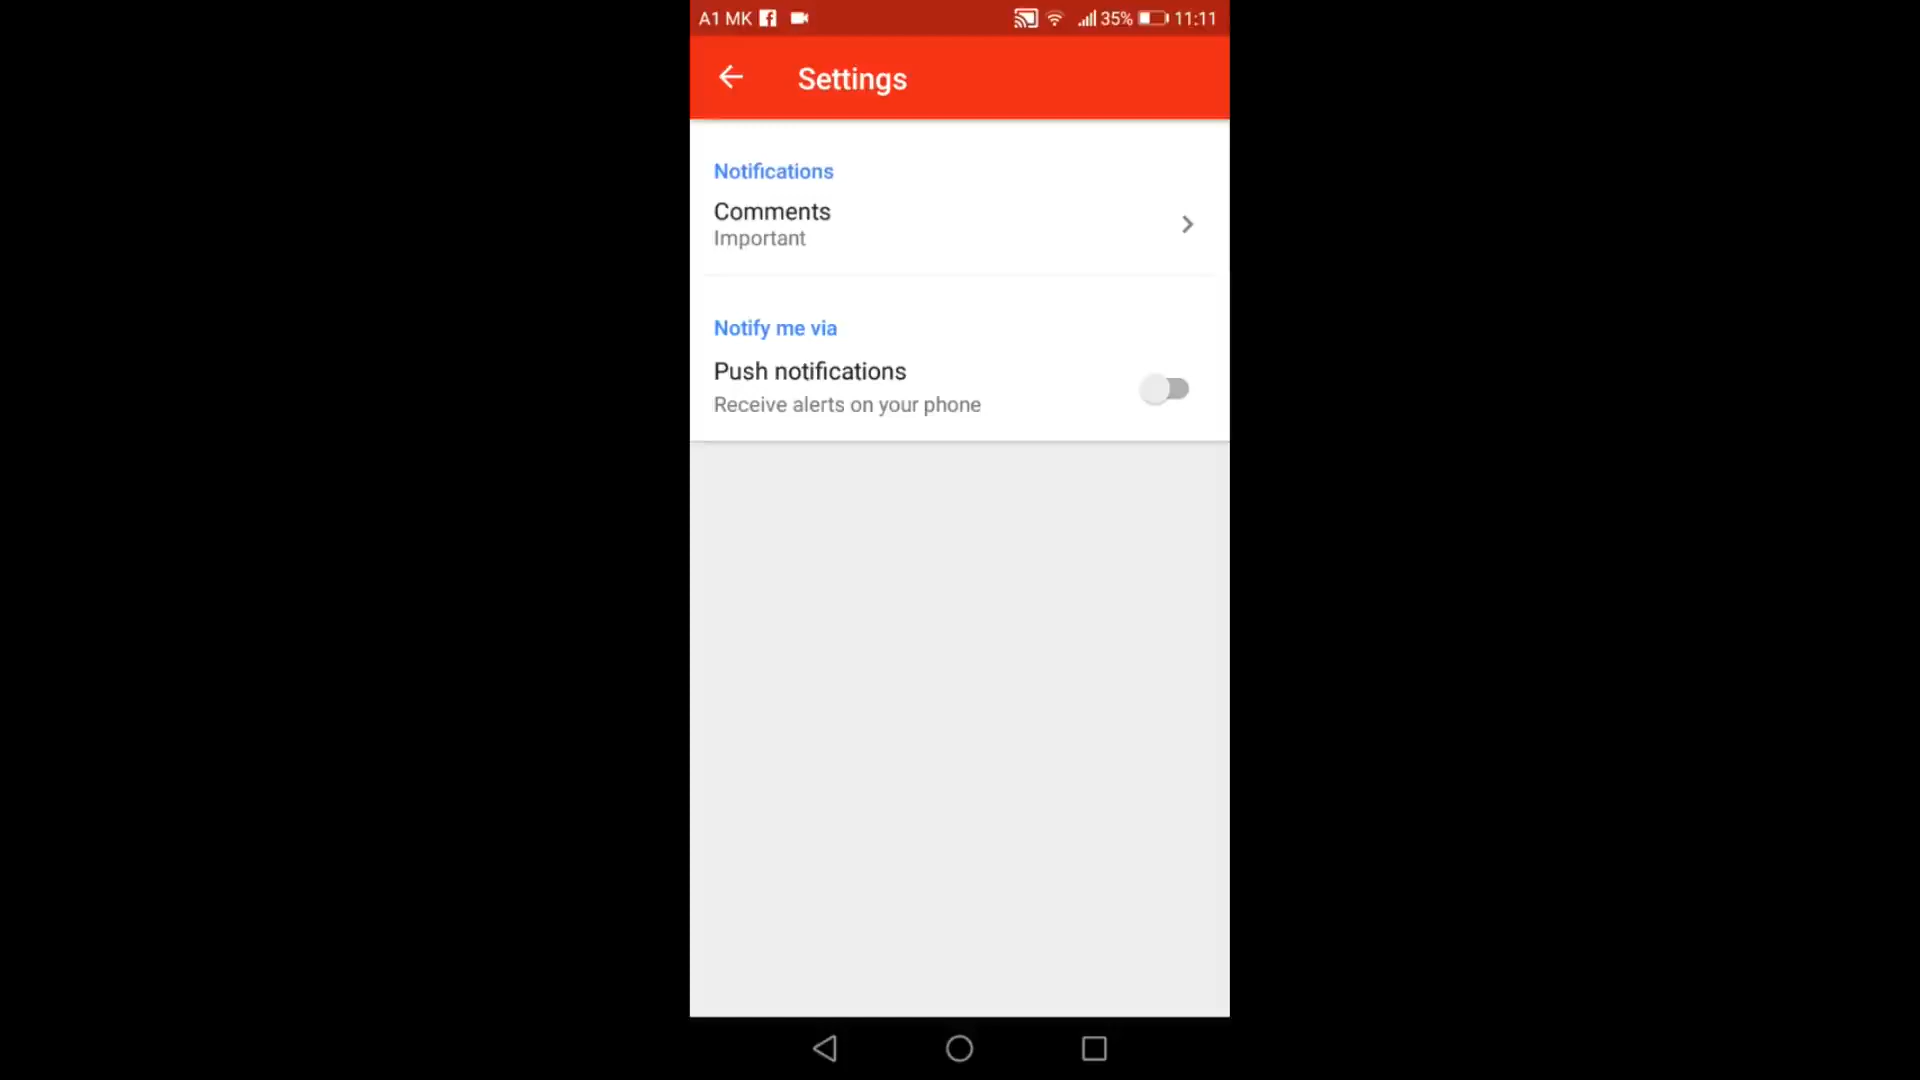 A1 MK 35% 11:11
Settings
Notifications
Comments
Important
Notify me via
Push notifications
Receive alerts on your phone